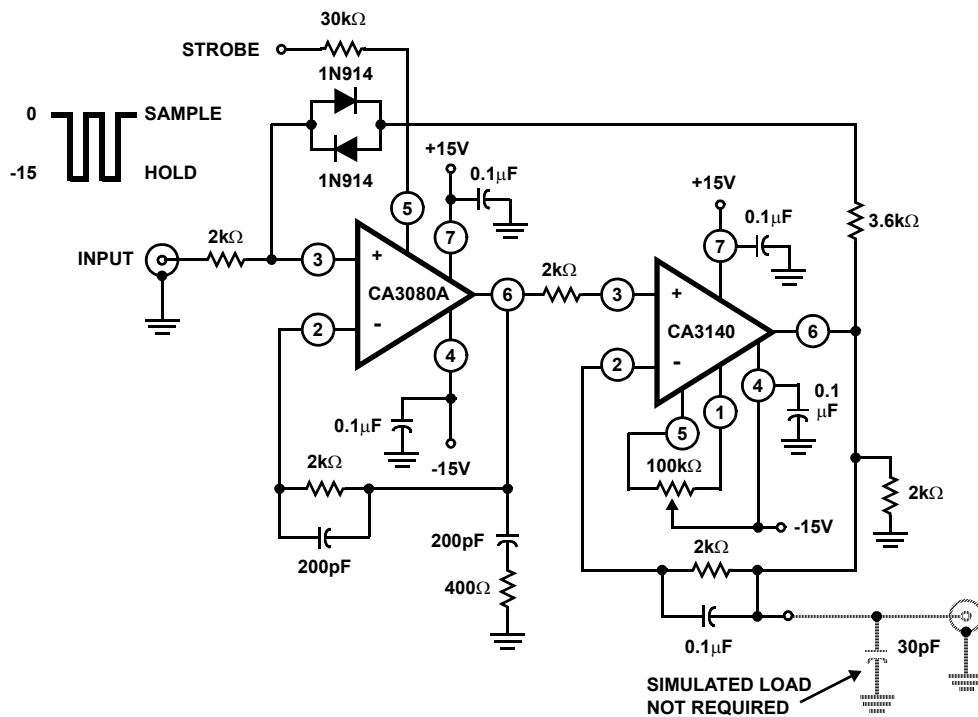 30kΩ
STROBE
1N914
0 SAMPLE
+15V
0.1μF
-15 HOLD
1N914
+15V
0.1μF
5
7
3.6kΩ
2kΩ
INPUT
3
+
7
CA3080A
6
2kΩ
3
+
2
-
CA3140
6
4
2
-
4
0.1μF
0.1
μF
1
5
-15V
2kΩ
100kΩ
2kΩ
-15V
200pF
200pF
2kΩ
400Ω
0.1μF
30pF
SIMULATED LOAD
NOT REQUIRED